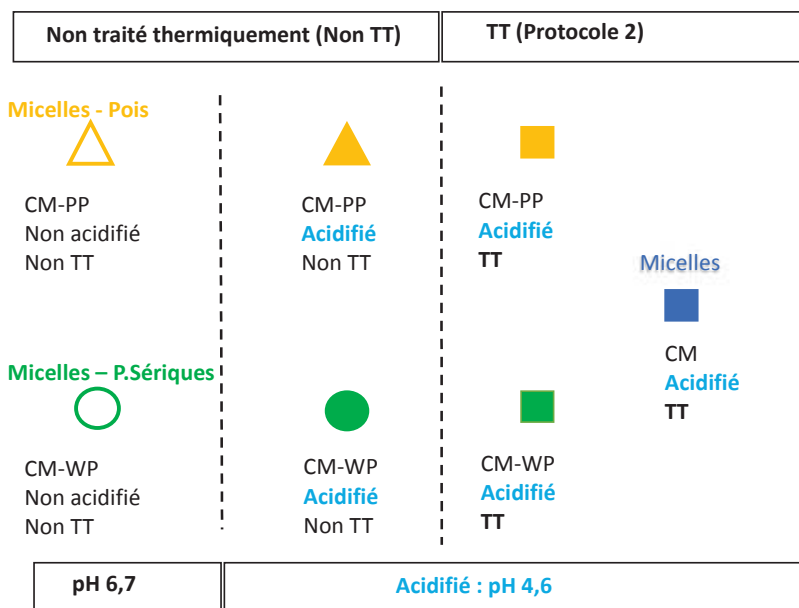 Non traité thermiquement (Non TT)
TT (Protocole 2)
Micelles - Pois
CM-PP
Non acidifié
Non TT
CM-PP
Acidifié
Non TT
CM-PP
Acidifié
TT
Micelles
CM
Acidifié
TT
Micelles – P.Sériques
CM-WP
Non acidifié
Non TT
CM-WP
Acidifié
Non TT
CM-WP
Acidifié
TT
pH 6,7
Acidifié : pH 4,6